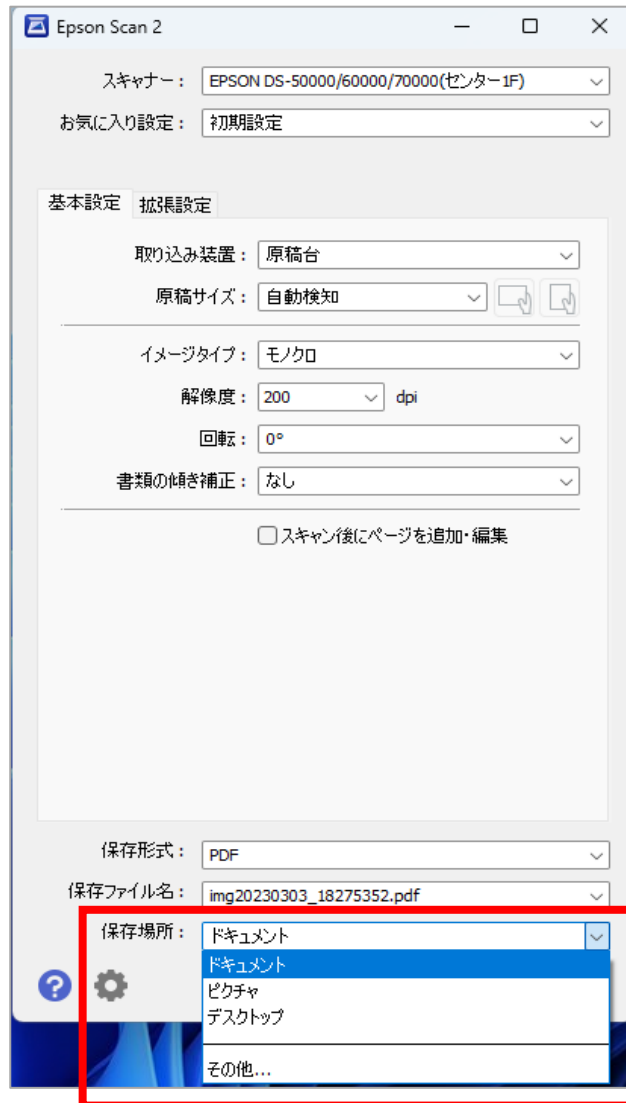 Epson Scan 2
スキャナー： EPSON DS-50000/60000/70000(センター1F)
お気に入り設定： 初期設定
基本設定 拡張設定
取り込み装置： 原稿台
原稿サイズ： 自動検知
イメージタイプ： モノクロ
解像度： 200 dpi
回転： 0°
書類の傾き補正： なし
スキャン後にページを追加・編集
保存形式： PDF
保存ファイル名： img20230303_18275352.pdf
保存場所： ドキュメント
ドキュメント
ピクチャ
デスクトップ
?
その他...